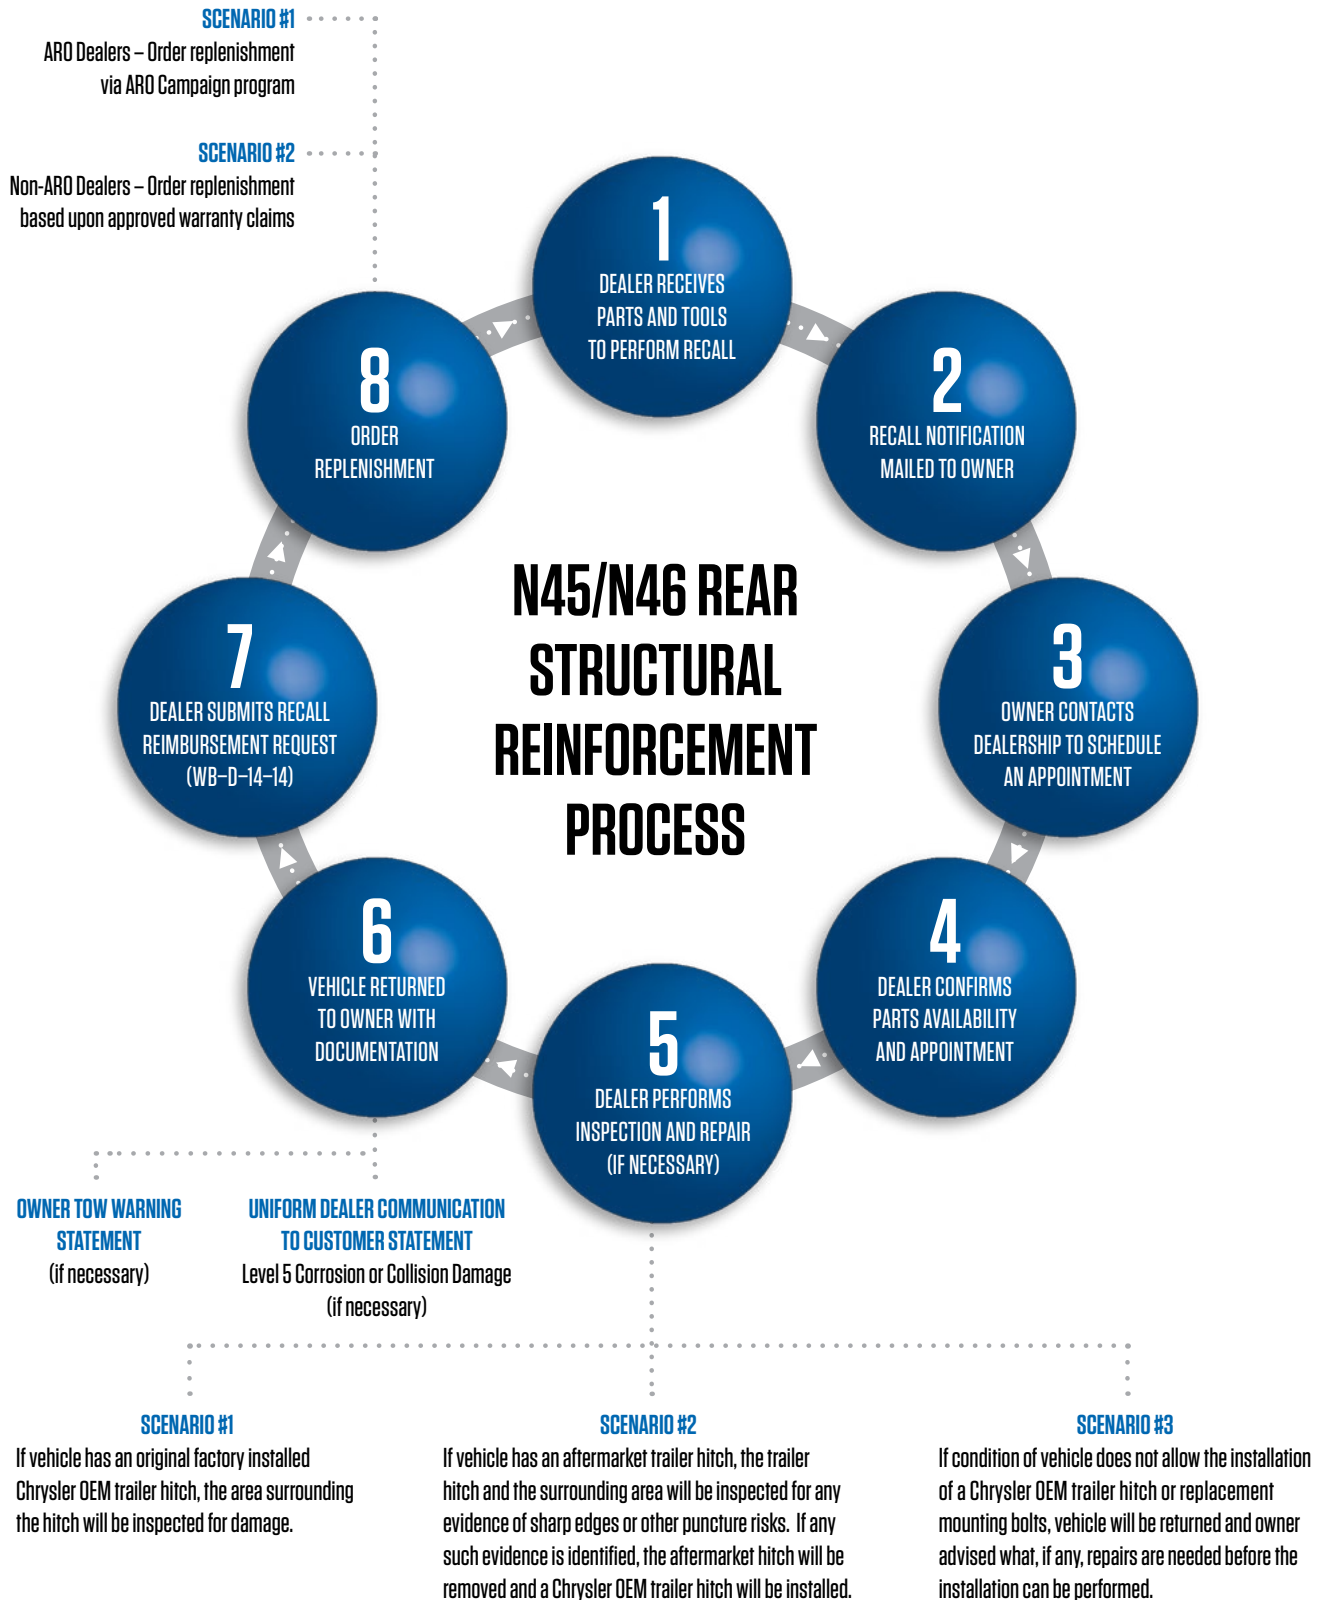 SCENARIO #1
ARO Dealers – Order replenishment
via ARO Campaign program
SCENARIO #2
Non-ARO Dealers – Order replenishment
based upon approved warranty claims
1
DEALER RECEIVES
PARTS AND TOOLS
TO PERFORM RECALL
2
RECALL NOTIFICATION
MAILED TO OWNER
3
OWNER CONTACTS
DEALERSHIP TO SCHEDULE
AN APPOINTMENT
4
DEALER CONFIRMS
PARTS AVAILABILITY
AND APPOINTMENT
5
DEALER PERFORMS
INSPECTION AND REPAIR
(IF NECESSARY)
6
VEHICLE RETURNED
TO OWNER WITH
DOCUMENTATION
7
DEALER SUBMITS RECALL
REIMBURSEMENT REQUEST
(WB–D–14–14)
8
ORDER
REPLENISHMENT
N45/N46 REAR
STRUCTURAL
REINFORCEMENT
PROCESS
OWNER TOW WARNING
STATEMENT
(if necessary)
UNIFORM DEALER COMMUNICATION
TO CUSTOMER STATEMENT
Level 5 Corrosion or Collision Damage
(if necessary)
SCENARIO #1
If vehicle has an original factory installed
Chrysler OEM trailer hitch, the area surrounding
the hitch will be inspected for damage.
SCENARIO #2
If vehicle has an aftermarket trailer hitch, the trailer
hitch and the surrounding area will be inspected for any
evidence of sharp edges or other puncture risks. If any
such evidence is identified, the aftermarket hitch will be
removed and a Chrysler OEM trailer hitch will be installed.
SCENARIO #3
If condition of vehicle does not allow the installation
of a Chrysler OEM trailer hitch or replacement
mounting bolts, vehicle will be returned and owner
advised what, if any, repairs are needed before the
installation can be performed.